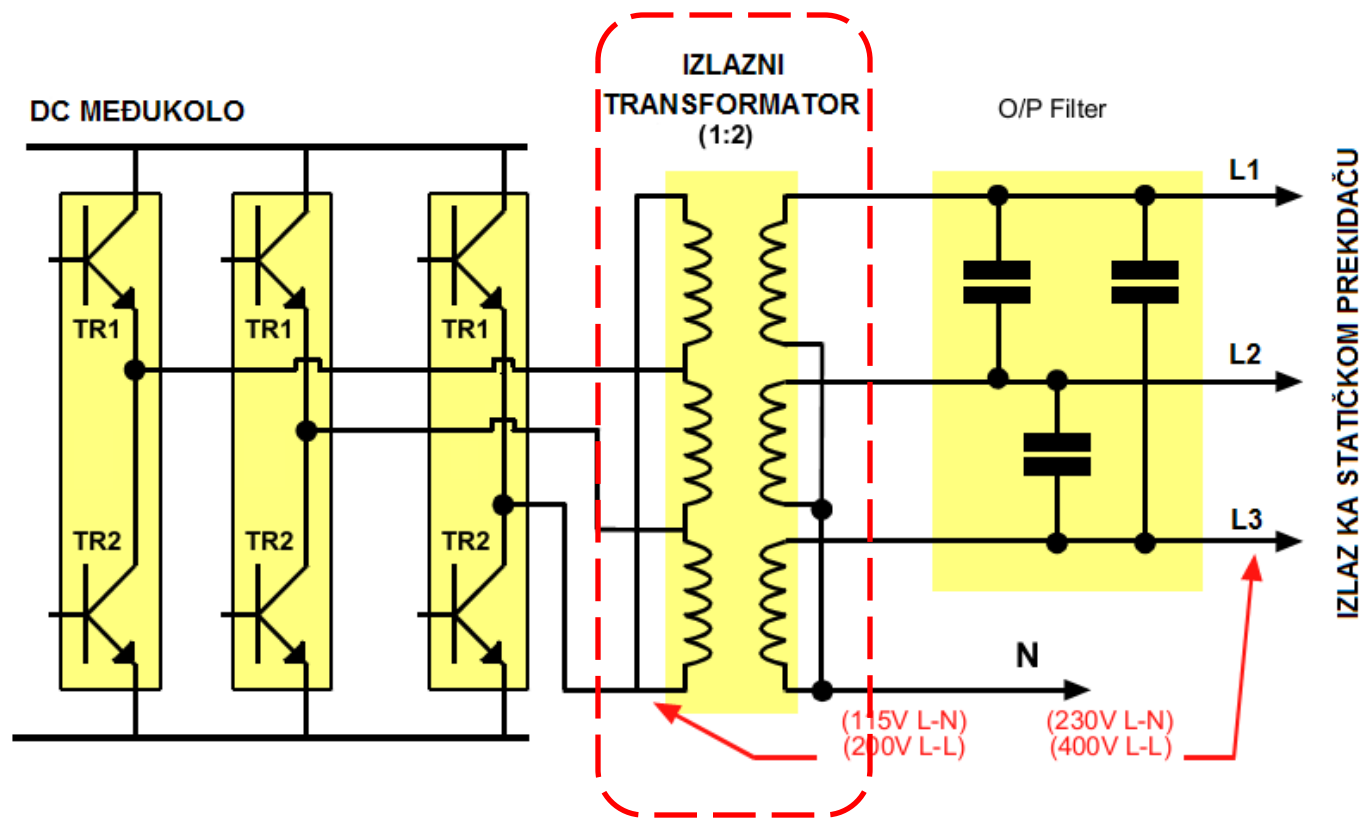 IZLAZNI
TRANSFORMATOR
(1:2)
DC MEĐUKOLO
O/P Filter
L1
TR1
TR1
TR1
L2
TR2
TR2
TR2
L3
N
(115V L-N)
(200V L-L)
(230V L-N)
(400V L-L)
IZLAZ KA STATIČKOM PREKIDAČU